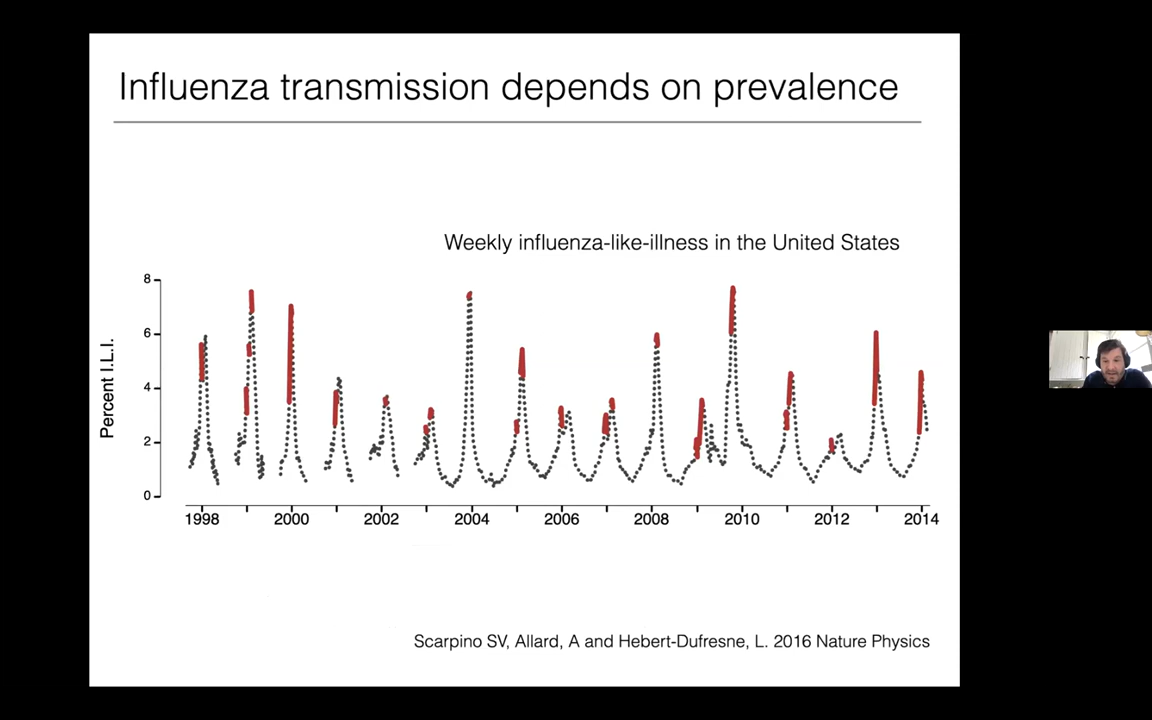 Influenza transmission depends on prevalence
Weekly influenza-like-illness in the United States
Percent I.L.I.
8
6
4
2
0
1998 2000 2002 2004 2006 2008 2010 2012 2014
Scarpino SV, Allard, A and Hebert-Dufresne, L. 2016 Nature Physics